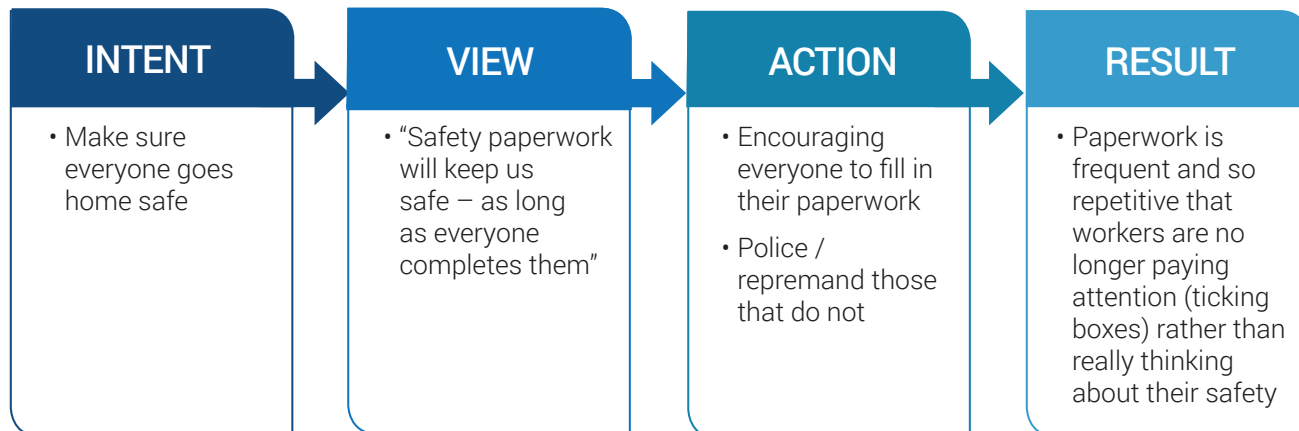 INTENT
• Make sure
everyone goes
home safe
VIEW
• “Safety paperwork
will keep us
safe – as long
as everyone
completes them”
ACTION
• Encouraging
everyone to fill in
their paperwork
• Police /
repremand those
that do not
RESULT
• Paperwork is
frequent and so
repetitive that
workers are no
longer paying
attention (ticking
boxes) rather than
really thinking
about their safety